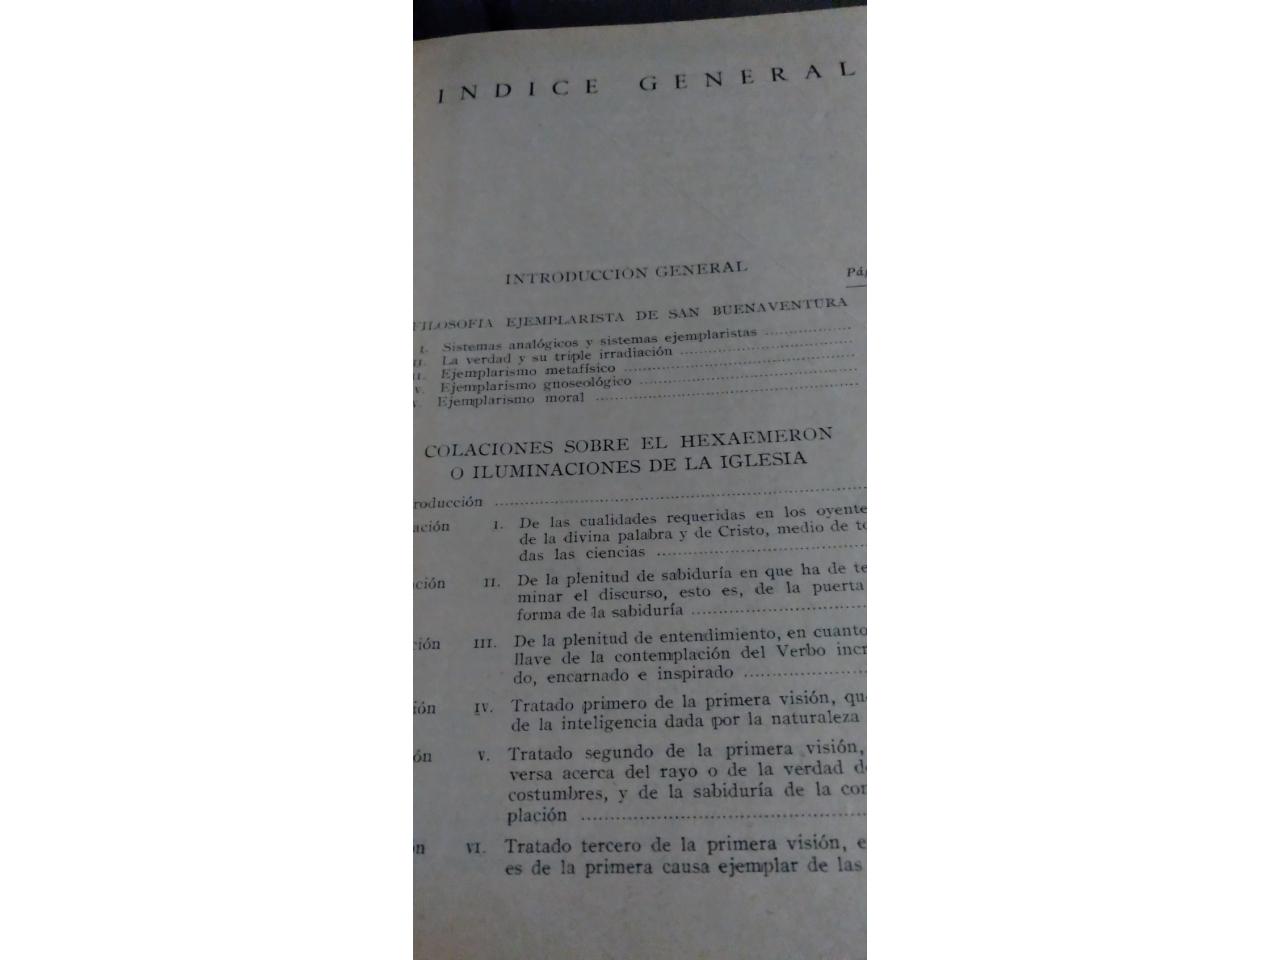 INDICE GENERAL
INTRODUCCIÓN GENERAL
Pág
FILOSOFÍA EJEMPLARISTA DE SAN BUENAVENTURA
I. Sistemas analógicos y sistemas ejemplaristas
II. La verdad y su triple irradiación
II. Ejemplarismo metafísico
V. Ejemplarismo gnoseológico
V. Ejemplarismo moral
COLACIONES SOBRE EL HEXAEMERON
O ILUMINACIONES DE LA IGLESIA
roducción
ación I. De las cualidades requeridas en los oyente
de la divina palabra y de Cristo, medio de to
das las ciencias
ción II. De la plenitud de sabiduría en que ha de te
minar el discurso, esto es, de la puerta
forma de la sabiduría
ción III. De la plenitud de entendimiento, en cuanto
llave de la contemplación del Verbo incr
do, encarnado e inspirado
ión IV. Tratado primero de la primera visión, qu
de la inteligencia dada por la naturaleza
ón V. Tratado segundo de la primera visión,
versa acerca del rayo o de la verdad d
costumbres, y de la sabiduría de la con
plación
n VI. Tratado tercero de la primera visión, e
es de la primera causa ejemplar de las